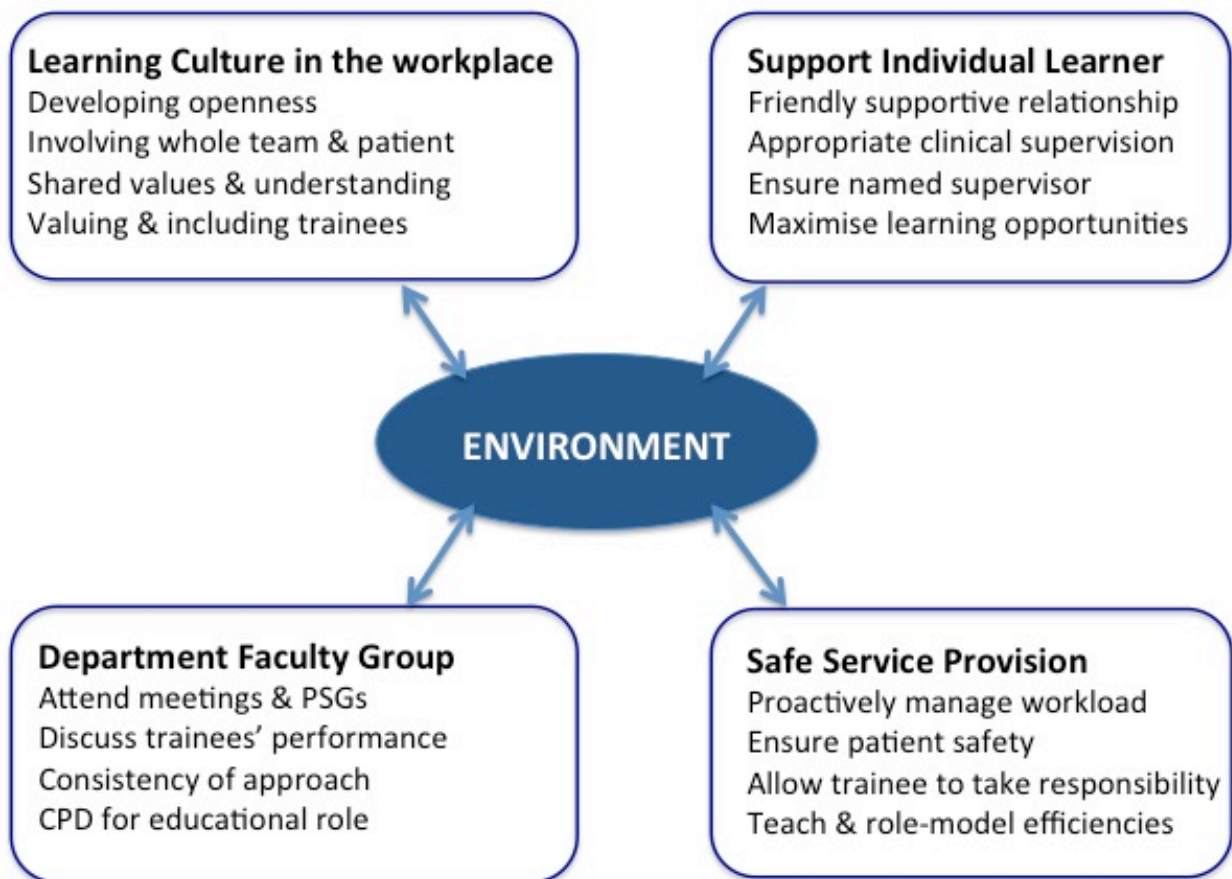 Learning Culture in the workplace
Developing openness
Involving whole team & patient
Shared values & understanding
Valuing & including trainees
Support Individual Learner
Friendly supportive relationship
Appropriate clinical supervision
Ensure named supervisor
Maximise learning opportunities
ENVIRONMENT
Department Faculty Group
Attend meetings & PSGs
Discuss trainees’ performance
Consistency of approach
CPD for educational role
Safe Service Provision
Proactively manage workload
Ensure patient safety
Allow trainee to take responsibility
Teach & role-model efficiencies